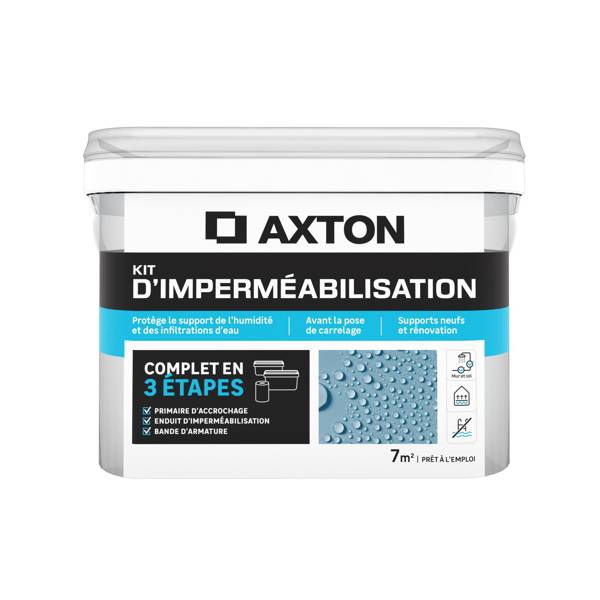 AXTON
KIT
D'IMPERMÉABILISATION
Protège le support de l'humidité
et des infiltrations d'eau
Avant la pose
de carrelage
Supports neufs
et rénovation
COMPLET EN
3 ÉTAPES
PRIMAIRE D'ACCROCHAGE
ENDUIT D'IMPERMÉABILISATION
BANDE D'ARMATURE
Mur et sol
7m² | PRÊT À L'EMPLOI